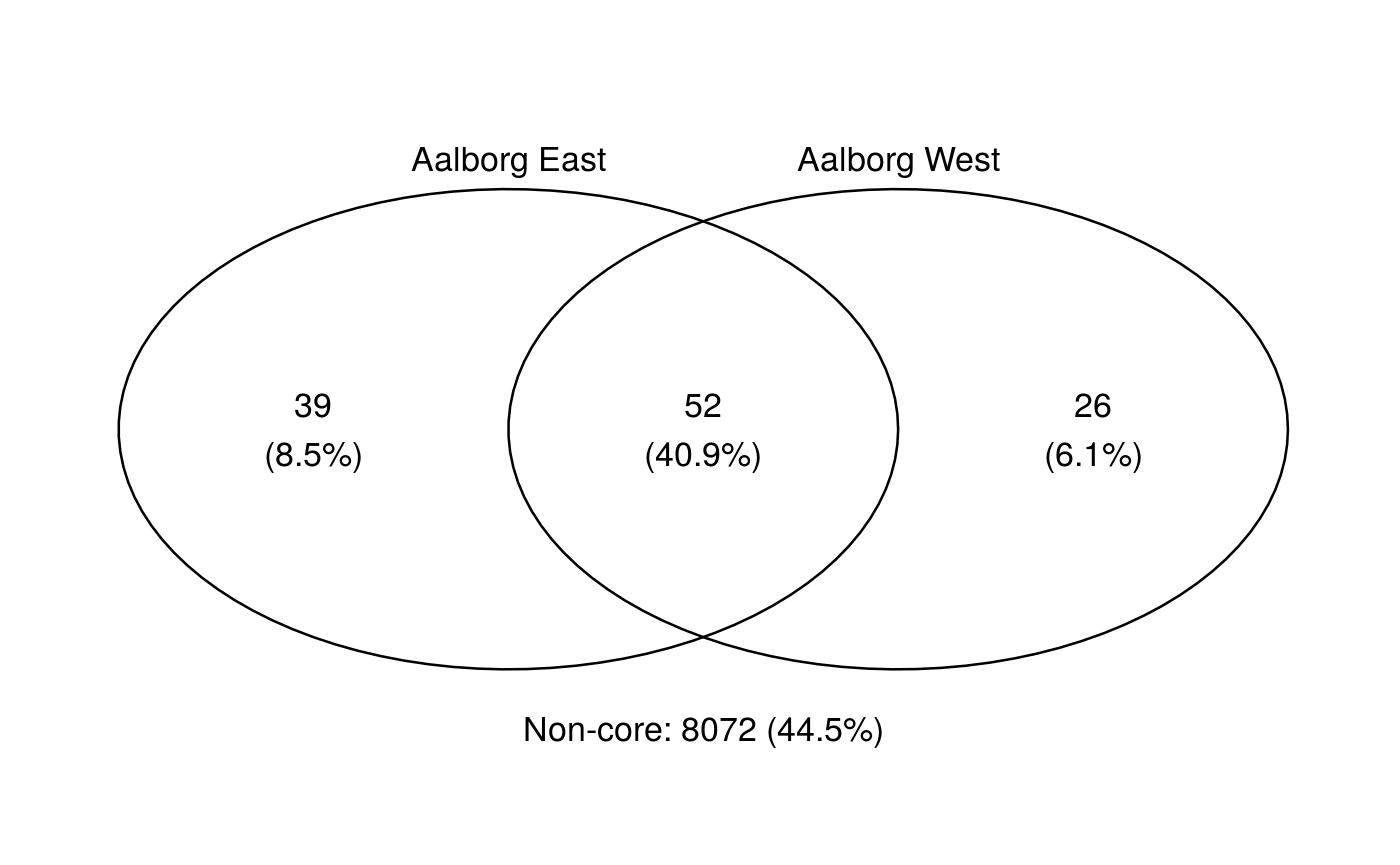 Aalborg East
Aalborg West
39
(8.5%)
52
(40.9%)
26
(6.1%)
Non-core: 8072 (44.5%)